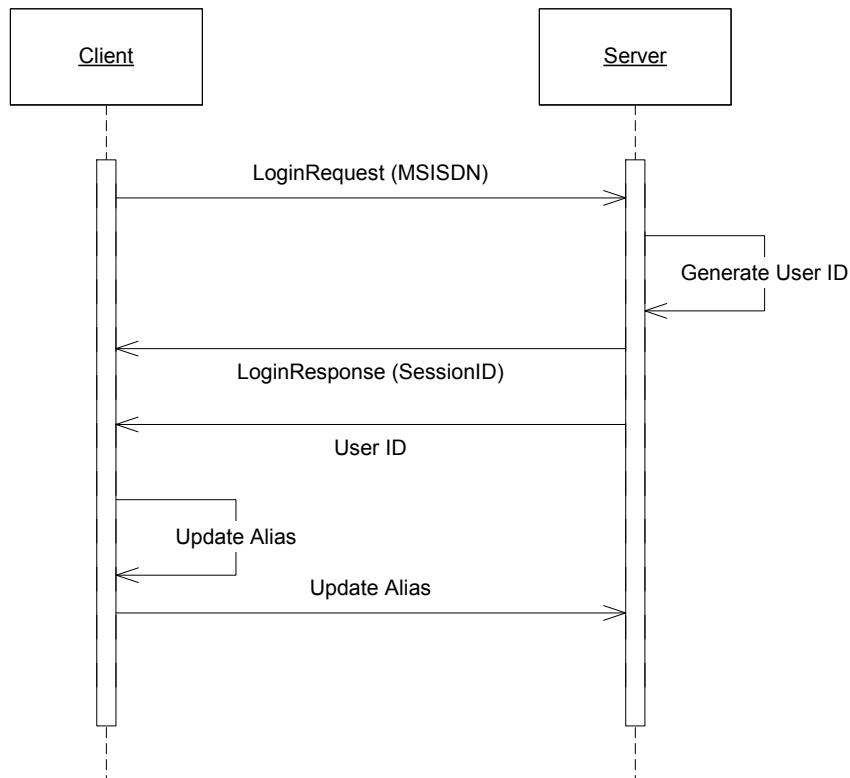 Client
Server
LoginRequest (MSISDN)
Generate User ID
LoginResponse (SessionID)
User ID
Update Alias
Update Alias